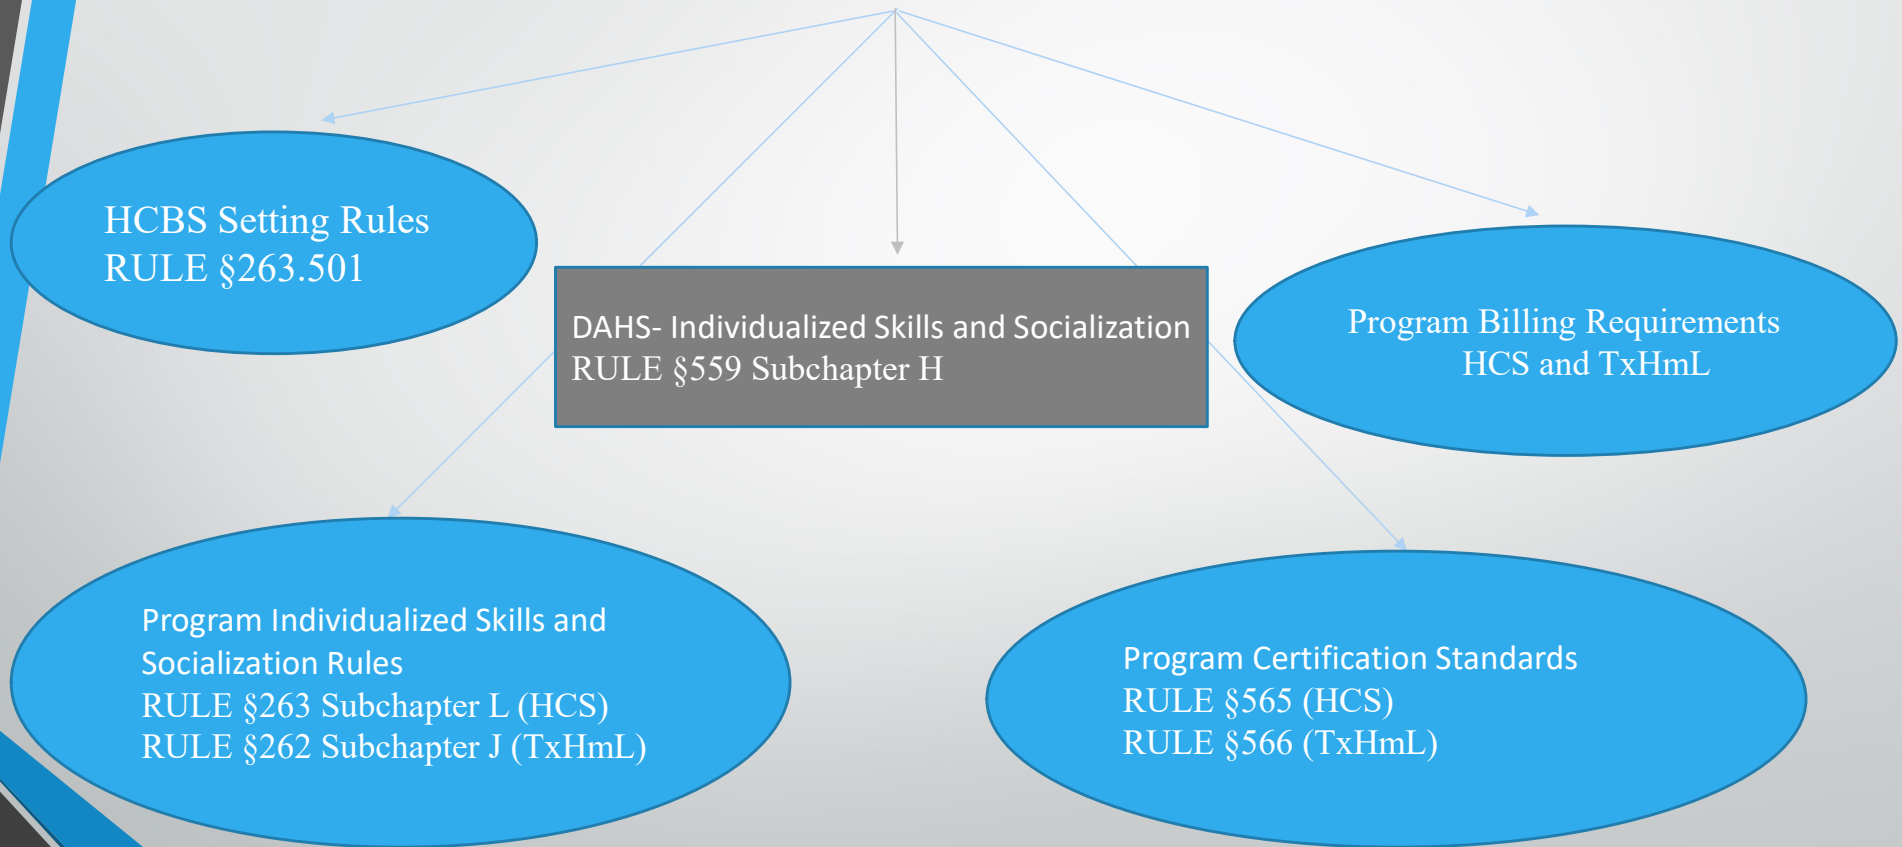 HCBS Setting Rules
RULE §263.501
DAHS- Individualized Skills and Socialization
RULE §559 Subchapter H
Program Billing Requirements
HCS and TxHmL
Program Individualized Skills and
Socialization Rules
RULE §263 Subchapter L (HCS)
RULE §262 Subchapter J (TxHmL)
Program Certification Standards
RULE §565 (HCS)
RULE §566 (TxHmL)